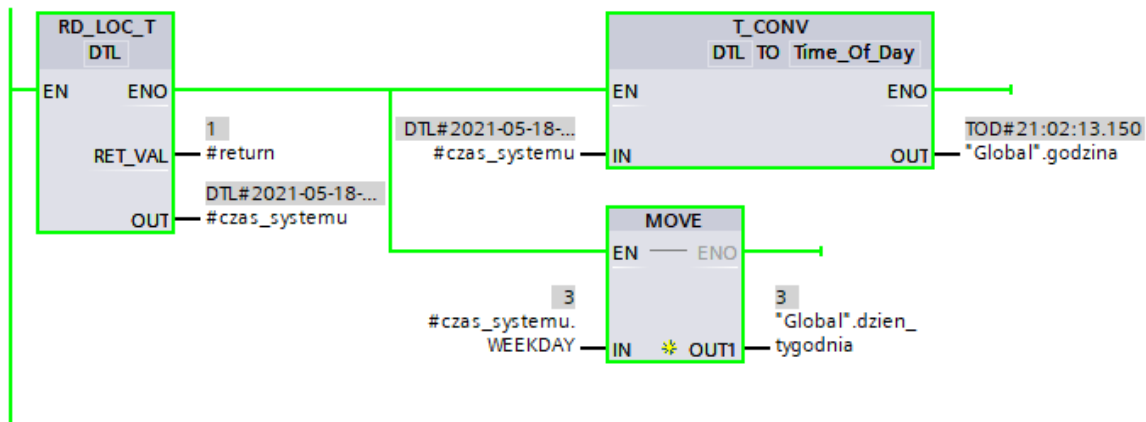 RD_LOC_T
DTL
EN ENO
1
RET_VAL #return
DTL#2021-05-18-...
OUT #czas_systemu
T_CONV
DTL TO Time_Of_Day
EN ENO
DTL#2021-05-18-... TOD#21:02:13.150
#czas_systemu IN OUT "Global".godzina
MOVE
EN ENO
3 3
#czas_systemu. "Global".dzien_
WEEKDAY IN OUT1 tygodnia